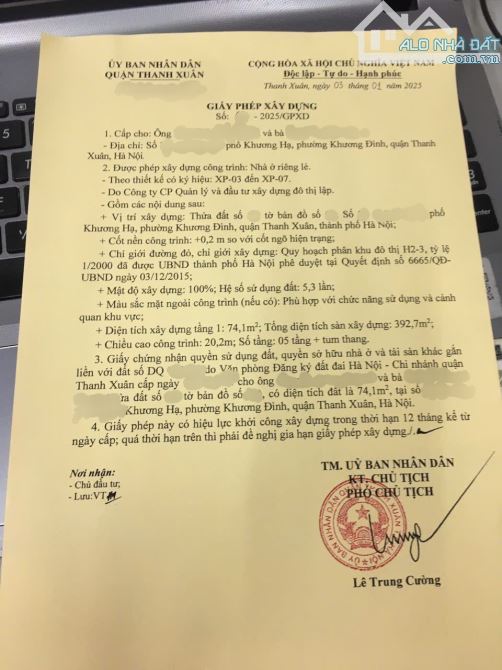 ALO NHÀ ĐẤT
.com.vn
ỦY BAN NHÂN DÂN
QUẬN THANH XUÂN
CỘNG HÒA XÃ HỘI CHỦ NGHĨA VIỆT NAM
Độc lập - Tự do - Hạnh phúc
Thanh Xuân, ngày 03 tháng 01 năm 2025
GIẤY PHÉP XÂY DỰNG
Số: - 2025/GPXD
1. Cấp cho: Ông và bà
- Địa chỉ: Số phố Khương Hạ, phường Khương Đình, quận Thanh
Xuân, Hà Nội.
2. Được phép xây dựng công trình: Nhà ở riêng lẻ.
- Theo thiết kế có ký hiệu: XP-03 đến XP-07.
- Do Công ty CP Quản lý và đầu tư xây dựng đô thị lập.
- Gồm các nội dung sau:
+ Vị trí xây dựng: Thửa đất số tờ bản đồ số Số phố
Khương Hạ, phường Khương Đình, quận Thanh Xuân, thành phố Hà Nội;
+ Cốt nền công trình: +0,2 m so với cốt ngõ hiện trạng;
+ Chỉ giới đường đỏ, chỉ giới xây dựng: Quy hoạch phân khu đô thị H2-3, tỷ lệ
1/2000 đã được UBND thành phố Hà Nội phê duyệt tại Quyết định số 6665/QĐ-
UBND ngày 03/12/2015;
+ Mật độ xây dựng: 100%; Hệ số sử dụng đất: 5,3 lần;
+ Màu sắc mặt ngoài công trình (nếu có): Phù hợp với chức năng sử dụng và cảnh
quan khu vực;
+ Diện tích xây dựng tầng 1: 74,1m²; Tổng diện tích sàn xây dựng: 392,7m²;
+ Chiều cao công trình: 20,2m; Số tầng: 05 tầng + tum thang.
3. Giấy chứng nhận quyền sử dụng đất, quyền sở hữu nhà ở và tài sản khác gắn
liền với đất số DQ do Văn phòng Đăng ký đất đai Hà Nội - Chi nhánh quận
Thanh Xuân cấp ngày cho ông và bà
ửa đất số tờ bản đồ số , có diện tích đất là 74,1m², tại số
Khương Hạ, phường Khương Đình, quận Thanh Xuân, Hà Nội.
4. Giấy phép này có hiệu lực khởi công xây dựng trong thời hạn 12 tháng kể từ
ngày cấp; quá thời hạn trên thì phải đề nghị gia hạn giấy phép xây dựng./.
Nơi nhận:
- Chủ đầu tư;
- Lưu:VT
TM. UỶ BAN NHÂN DÂN
KT. CHỦ TỊCH
PHÓ CHỦ TỊCH
Lê Trung Cường